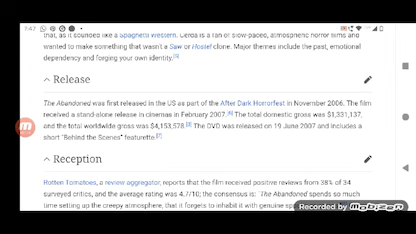 7:47
that, as it sounded like a Spaghetti Western. Cerdà is a fan of slow-paced, atmospheric horror films and
wanted to make something that wasn't a Saw or Hostel clone. Major themes include the past, emotional
dependency and forging your own identity.[5]
Release
The Abandoned was first released in the US as part of the After Dark Horrorfest in November 2006. The film
received a stand-alone release in cinemas in February 2007.[6] The total domestic gross was $1,331,137,
and the total worldwide gross was $4,153,578.[8] The DVD was released on 19 June 2007 and includes a
short "Behind the Scenes" featurette.[7]
Reception
Rotten Tomatoes, a review aggregator, reports that the film received positive reviews from 38% of 34
surveyed critics, and the average rating was 4.7/10; the consensus is: "The Abandoned spends so much
time setting up the creepy atmosphere, that it forgets to inhabit it with genuine
Recorded by
Mobizen